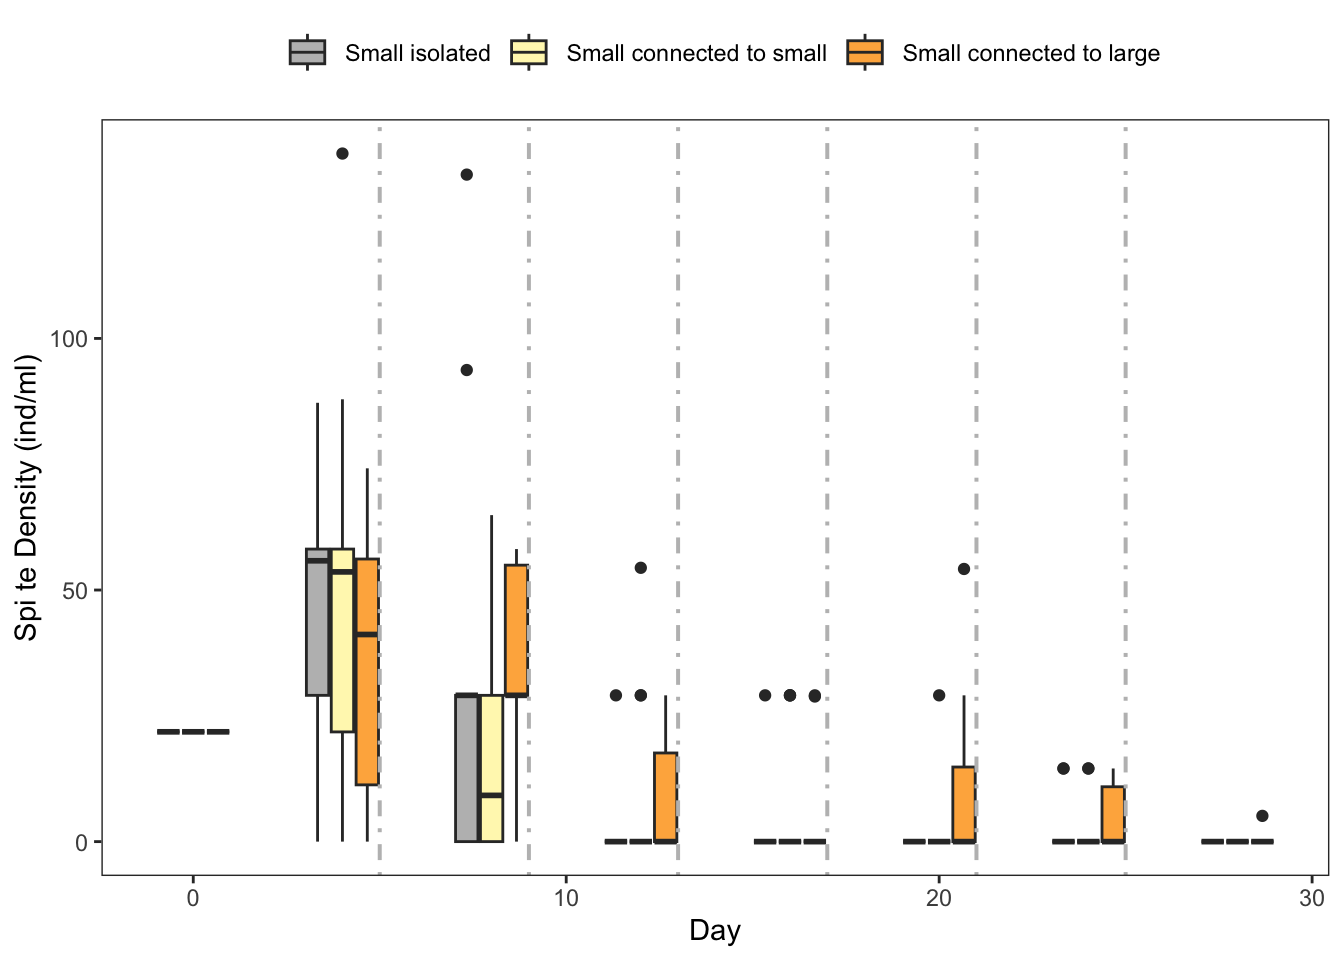 Small isolated Small connected to small Small connected to large
100
50
0
Spi te Density (ind/ml)
0 10 20 30
Day